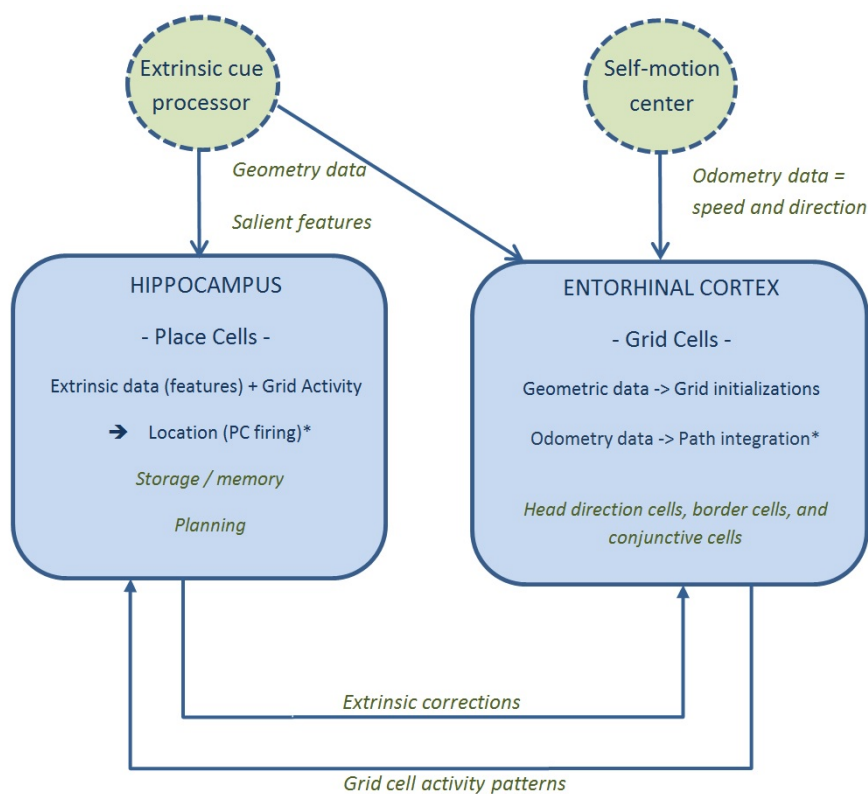 Extrinsic cue
processor
Self-motion
center
Geometry data
Salient features
Odometry data =
speed and direction
HIPPOCAMPUS
- Place Cells -
Extrinsic data (features) + Grid Activity
➔ Location (PC firing)*
Storage / memory
Planning
ENTORHINAL CORTEX
- Grid Cells -
Geometric data -> Grid initializations
Odometry data -> Path integration*
Head direction cells, border cells, and
conjunctive cells
Extrinsic corrections
Grid cell activity patterns